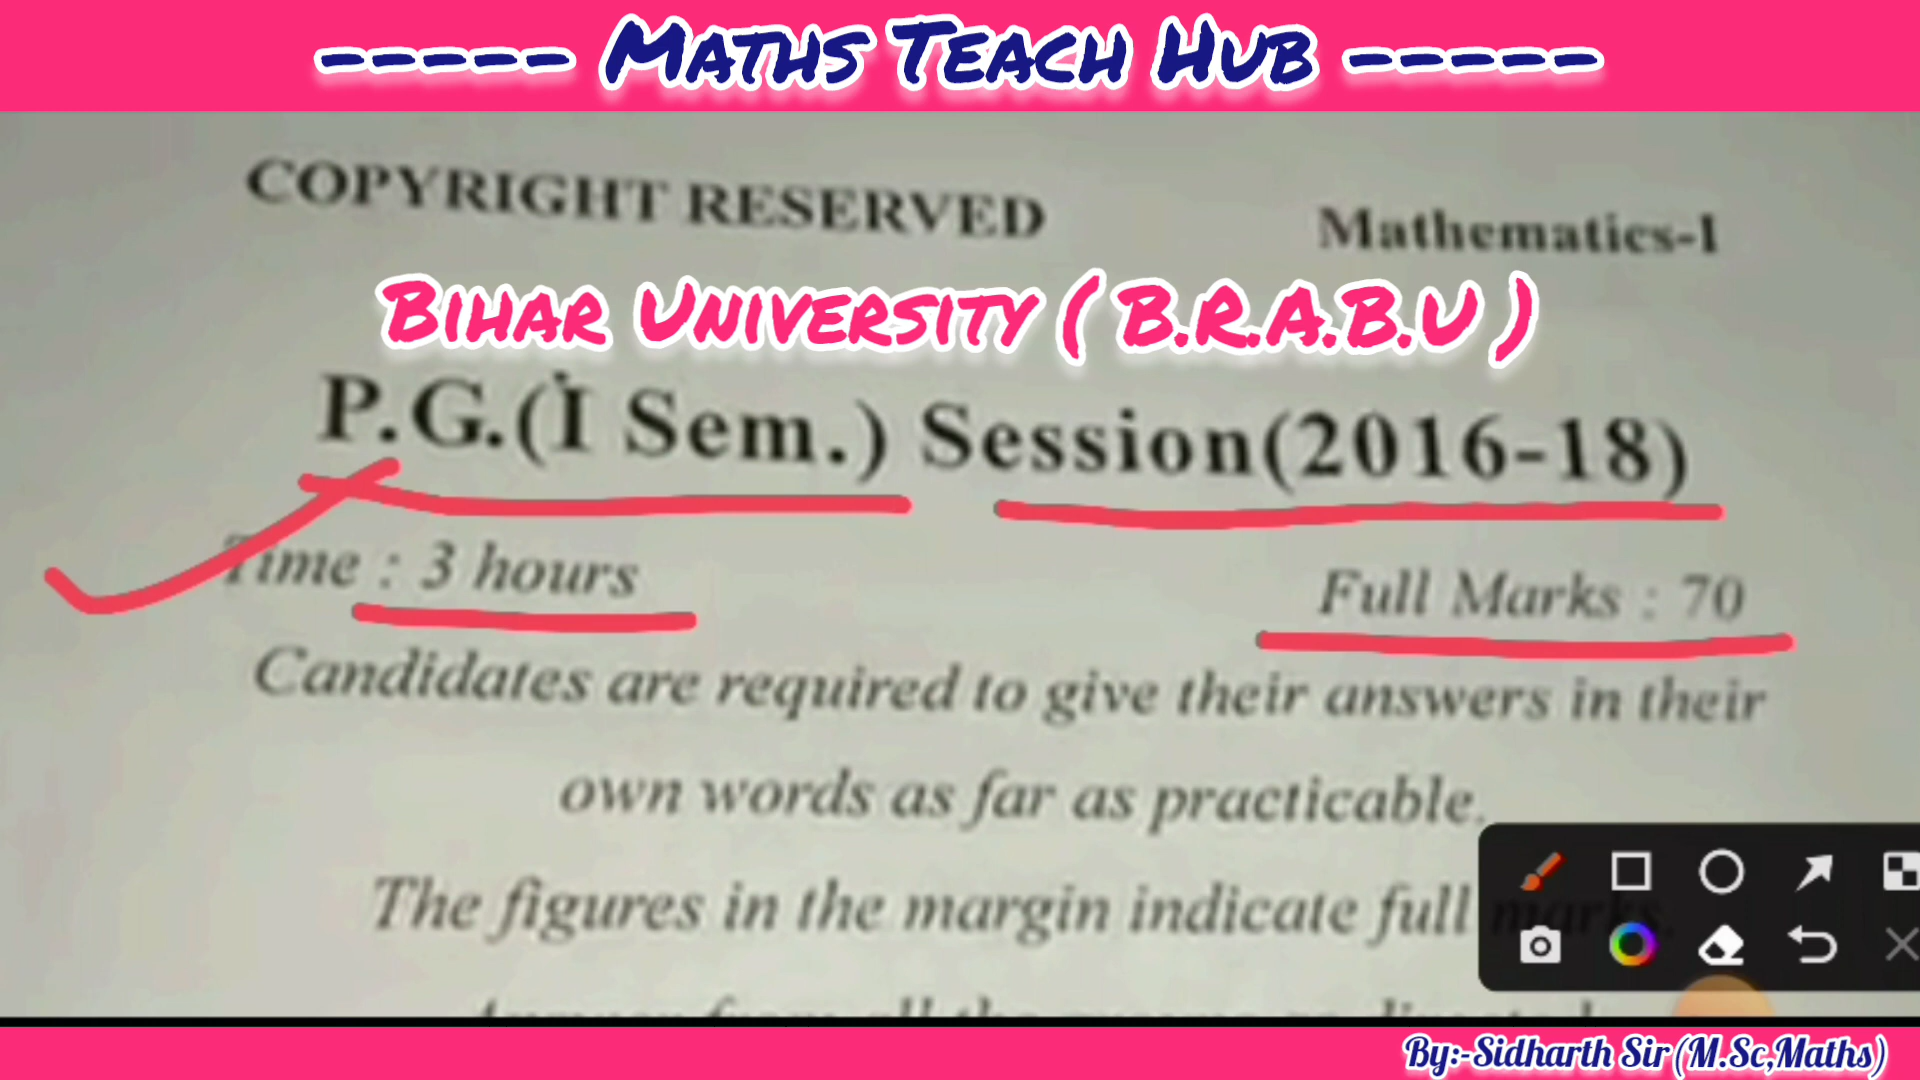 ----- Maths Teach Hub -----
COPYRIGHT RESERVED Mathematics-1
Bihar University ( B.R.A.B.U )
P.G.(I Sem.) Session(2016-18)
Time : 3 hours Full Marks : 70
Candidates are required to give their answers in their
own words as far as practicable.
The figures in the margin indicate full marks.
By:-Sidharth Sir (M.Sc,Maths)